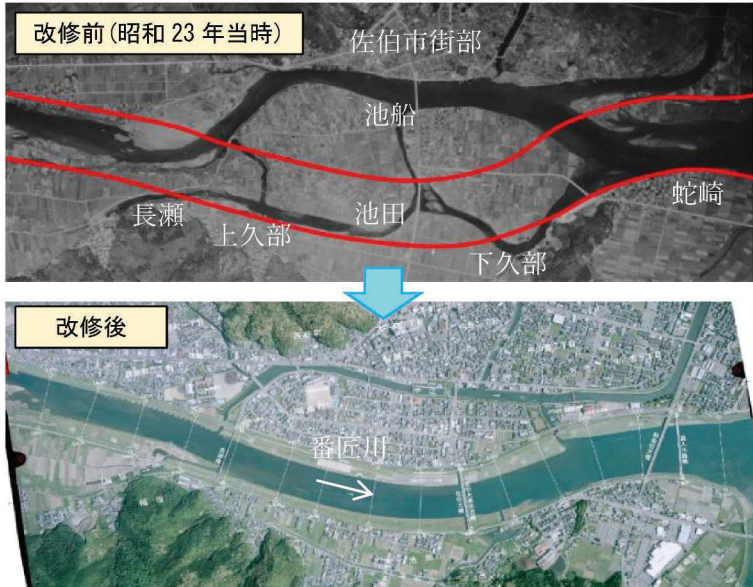 改修前(昭和 23 年当時)
佐伯市街部
池船
長瀬
上久部
池田
下久部
蛇崎
改修後
番匠川